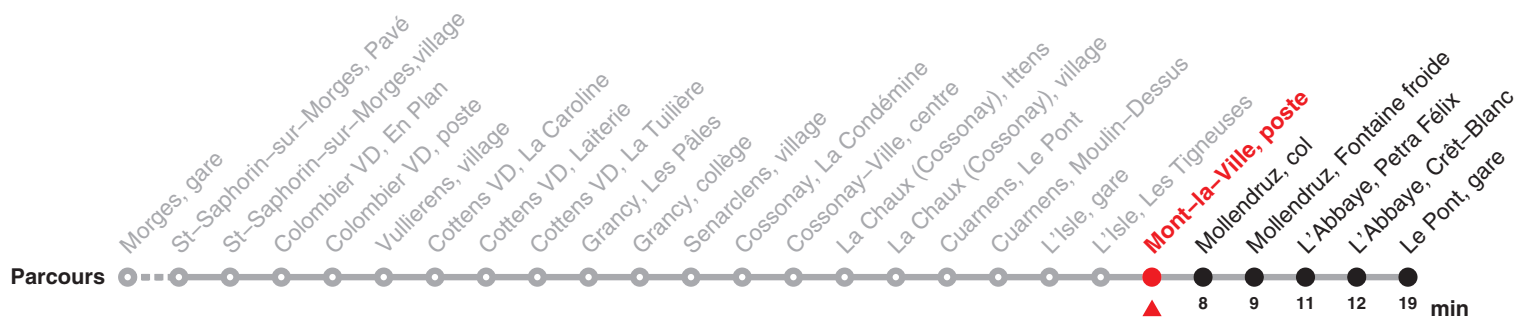 Morges, gare
St–Saphorin–sur–Morges, Pavé
St–Saphorin–sur–Morges,village
Colombier VD, En Plan
Colombier VD, poste
Vullierens, village
Cottens VD, La Caroline
Cottens VD, Laiterie
Cottens VD, La Tuilière
Grancy, Les Pâles
Grancy, collège
Senarclens, village
Cossonay, La Condémine
Cossonay–Ville, centre
La Chaux (Cossonay), Ittens
La Chaux (Cossonay), village
Cuarnens, Le Pont
Cuarnens, Moulin–Dessus
L'Isle, gare
L'Isle, Les Tigneuses
Mont–la–Ville, poste
Mollendruz, col
Mollendruz, Fontaine froide
L'Abbaye, Petra Félix
L'Abbaye, Crêt–Blanc
Le Pont, gare
Parcours
8 9 11 12 19 min